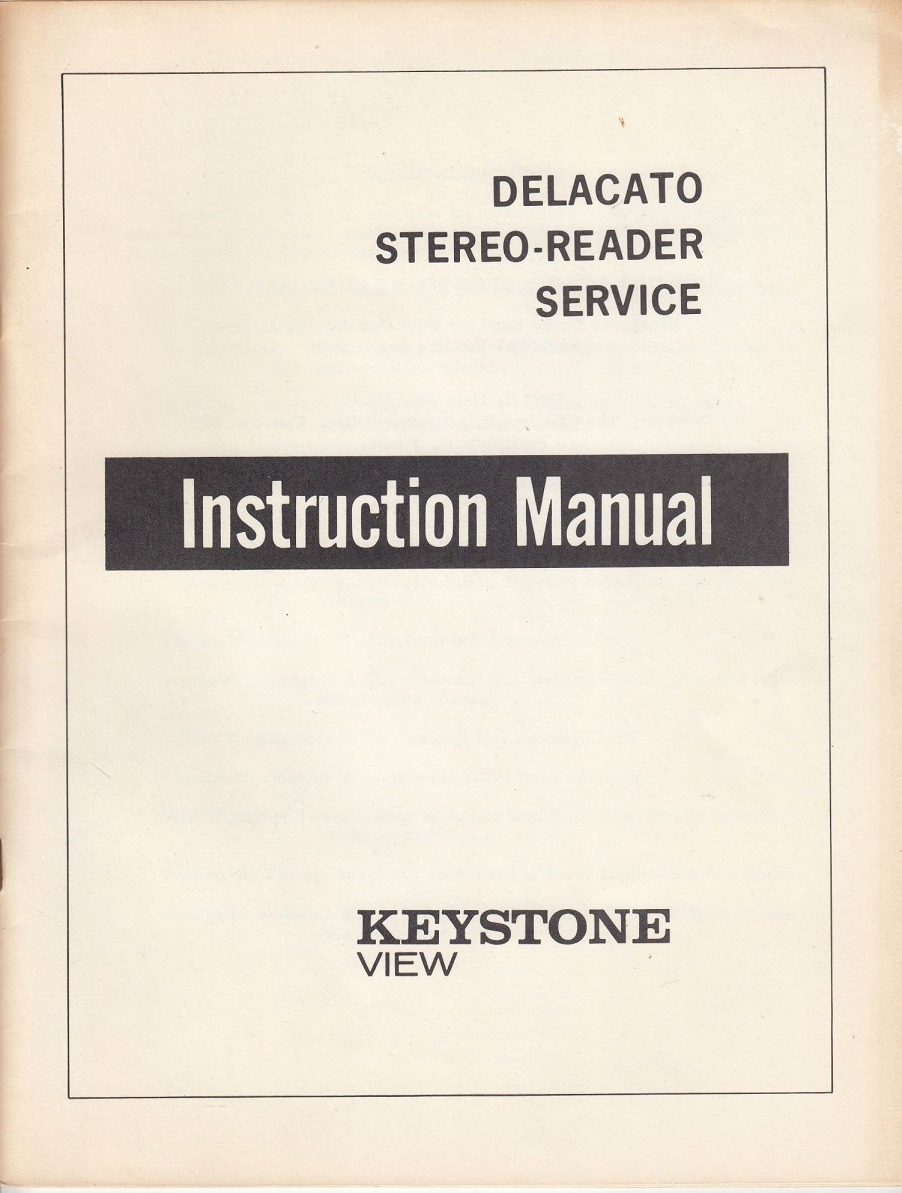 DELACATO
STEREO-READER
SERVICE
Instruction Manual
KEYSTONE
VIEW